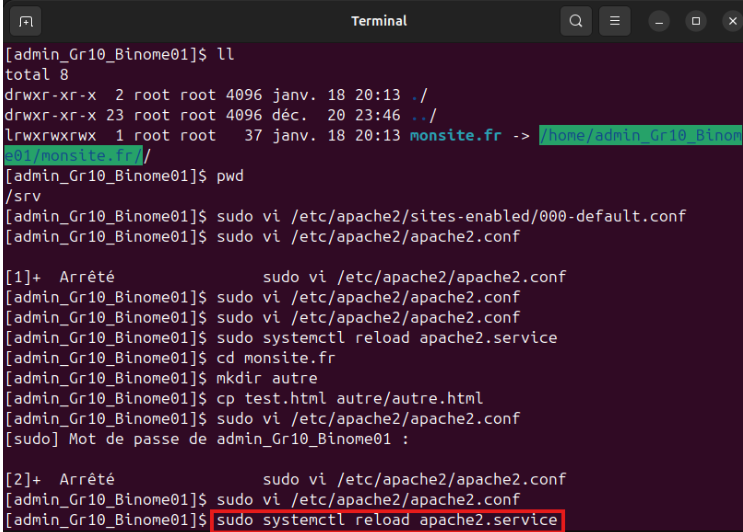 Terminal
[admin_Gr10_Binome01]$ ll
total 8
drwxr-xr-x  2 root root 4096 janv. 18 20:13 ./
drwxr-xr-x 23 root root 4096 déc.  20 23:46 ../
lrwxrwxrwx  1 root root   37 janv. 18 20:13 monsite.fr -> /home/admin_Gr10_Binom
e01/monsite.fr//
[admin_Gr10_Binome01]$ pwd
/srv
[admin_Gr10_Binome01]$ sudo vi /etc/apache2/sites-enabled/000-default.conf
[admin_Gr10_Binome01]$ sudo vi /etc/apache2/apache2.conf

[1]+  Arrêté                 sudo vi /etc/apache2/apache2.conf
[admin_Gr10_Binome01]$ sudo vi /etc/apache2/apache2.conf
[admin_Gr10_Binome01]$ sudo vi /etc/apache2/apache2.conf
[admin_Gr10_Binome01]$ sudo systemctl reload apache2.service
[admin_Gr10_Binome01]$ cd monsite.fr
[admin_Gr10_Binome01]$ mkdir autre
[admin_Gr10_Binome01]$ cp test.html autre/autre.html
[admin_Gr10_Binome01]$ sudo vi /etc/apache2/apache2.conf
[sudo] Mot de passe de admin_Gr10_Binome01 :

[2]+  Arrêté                 sudo vi /etc/apache2/apache2.conf
[admin_Gr10_Binome01]$ sudo vi /etc/apache2/apache2.conf
[admin_Gr10_Binome01]$ sudo systemctl reload apache2.service